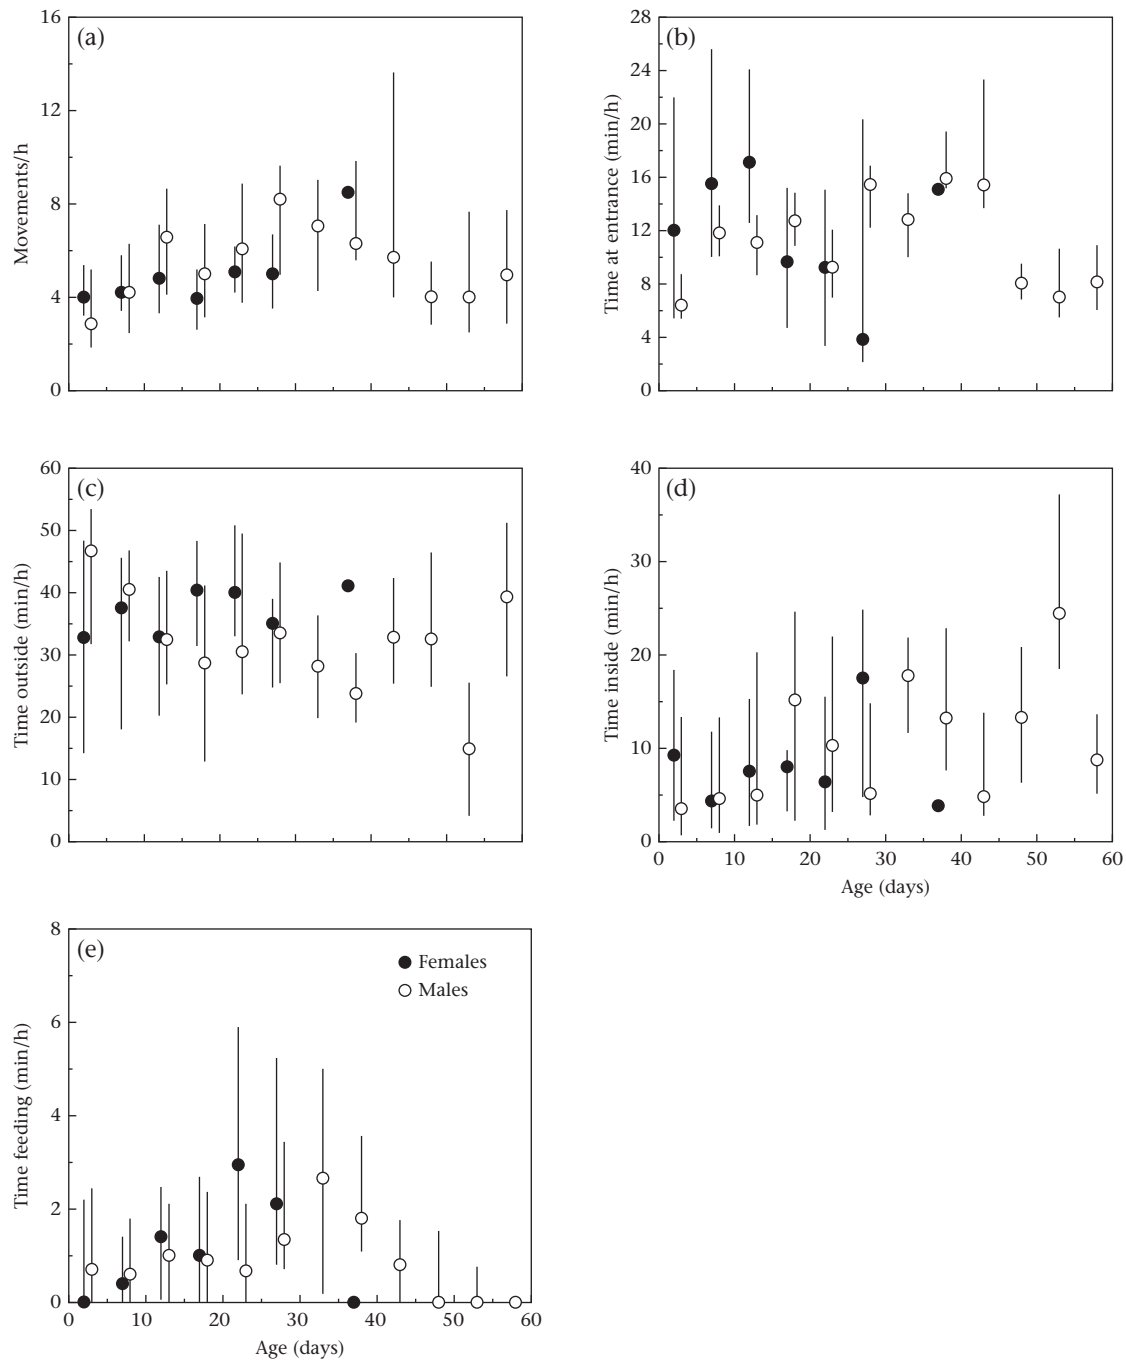 (a)
Movements/h
16
12
8
4
0
(b)
Time at entrance (min/h)
28
24
20
16
12
8
4
0
(c)
Time outside (min/h)
60
50
40
30
20
10
0
(d)
Time inside (min/h)
40
30
20
10
0
0 10 20 30 40 50 60
Age (days)
(e)
Females
Males
Time feeding (min/h)
8
6
4
2
0
0 10 20 30 40 50 60
Age (days)